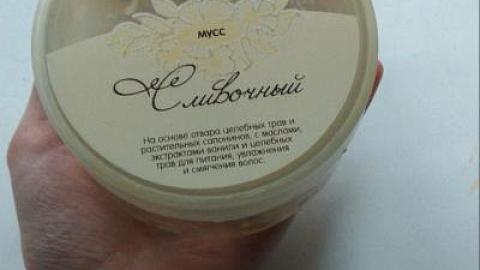 МУСС
Сливочный
На основе отвара целебных трав и
растительных сапонинов, с маслами,
экстрактами ванили и целебных
трав для питания, увлажнения
и смягчения волос.